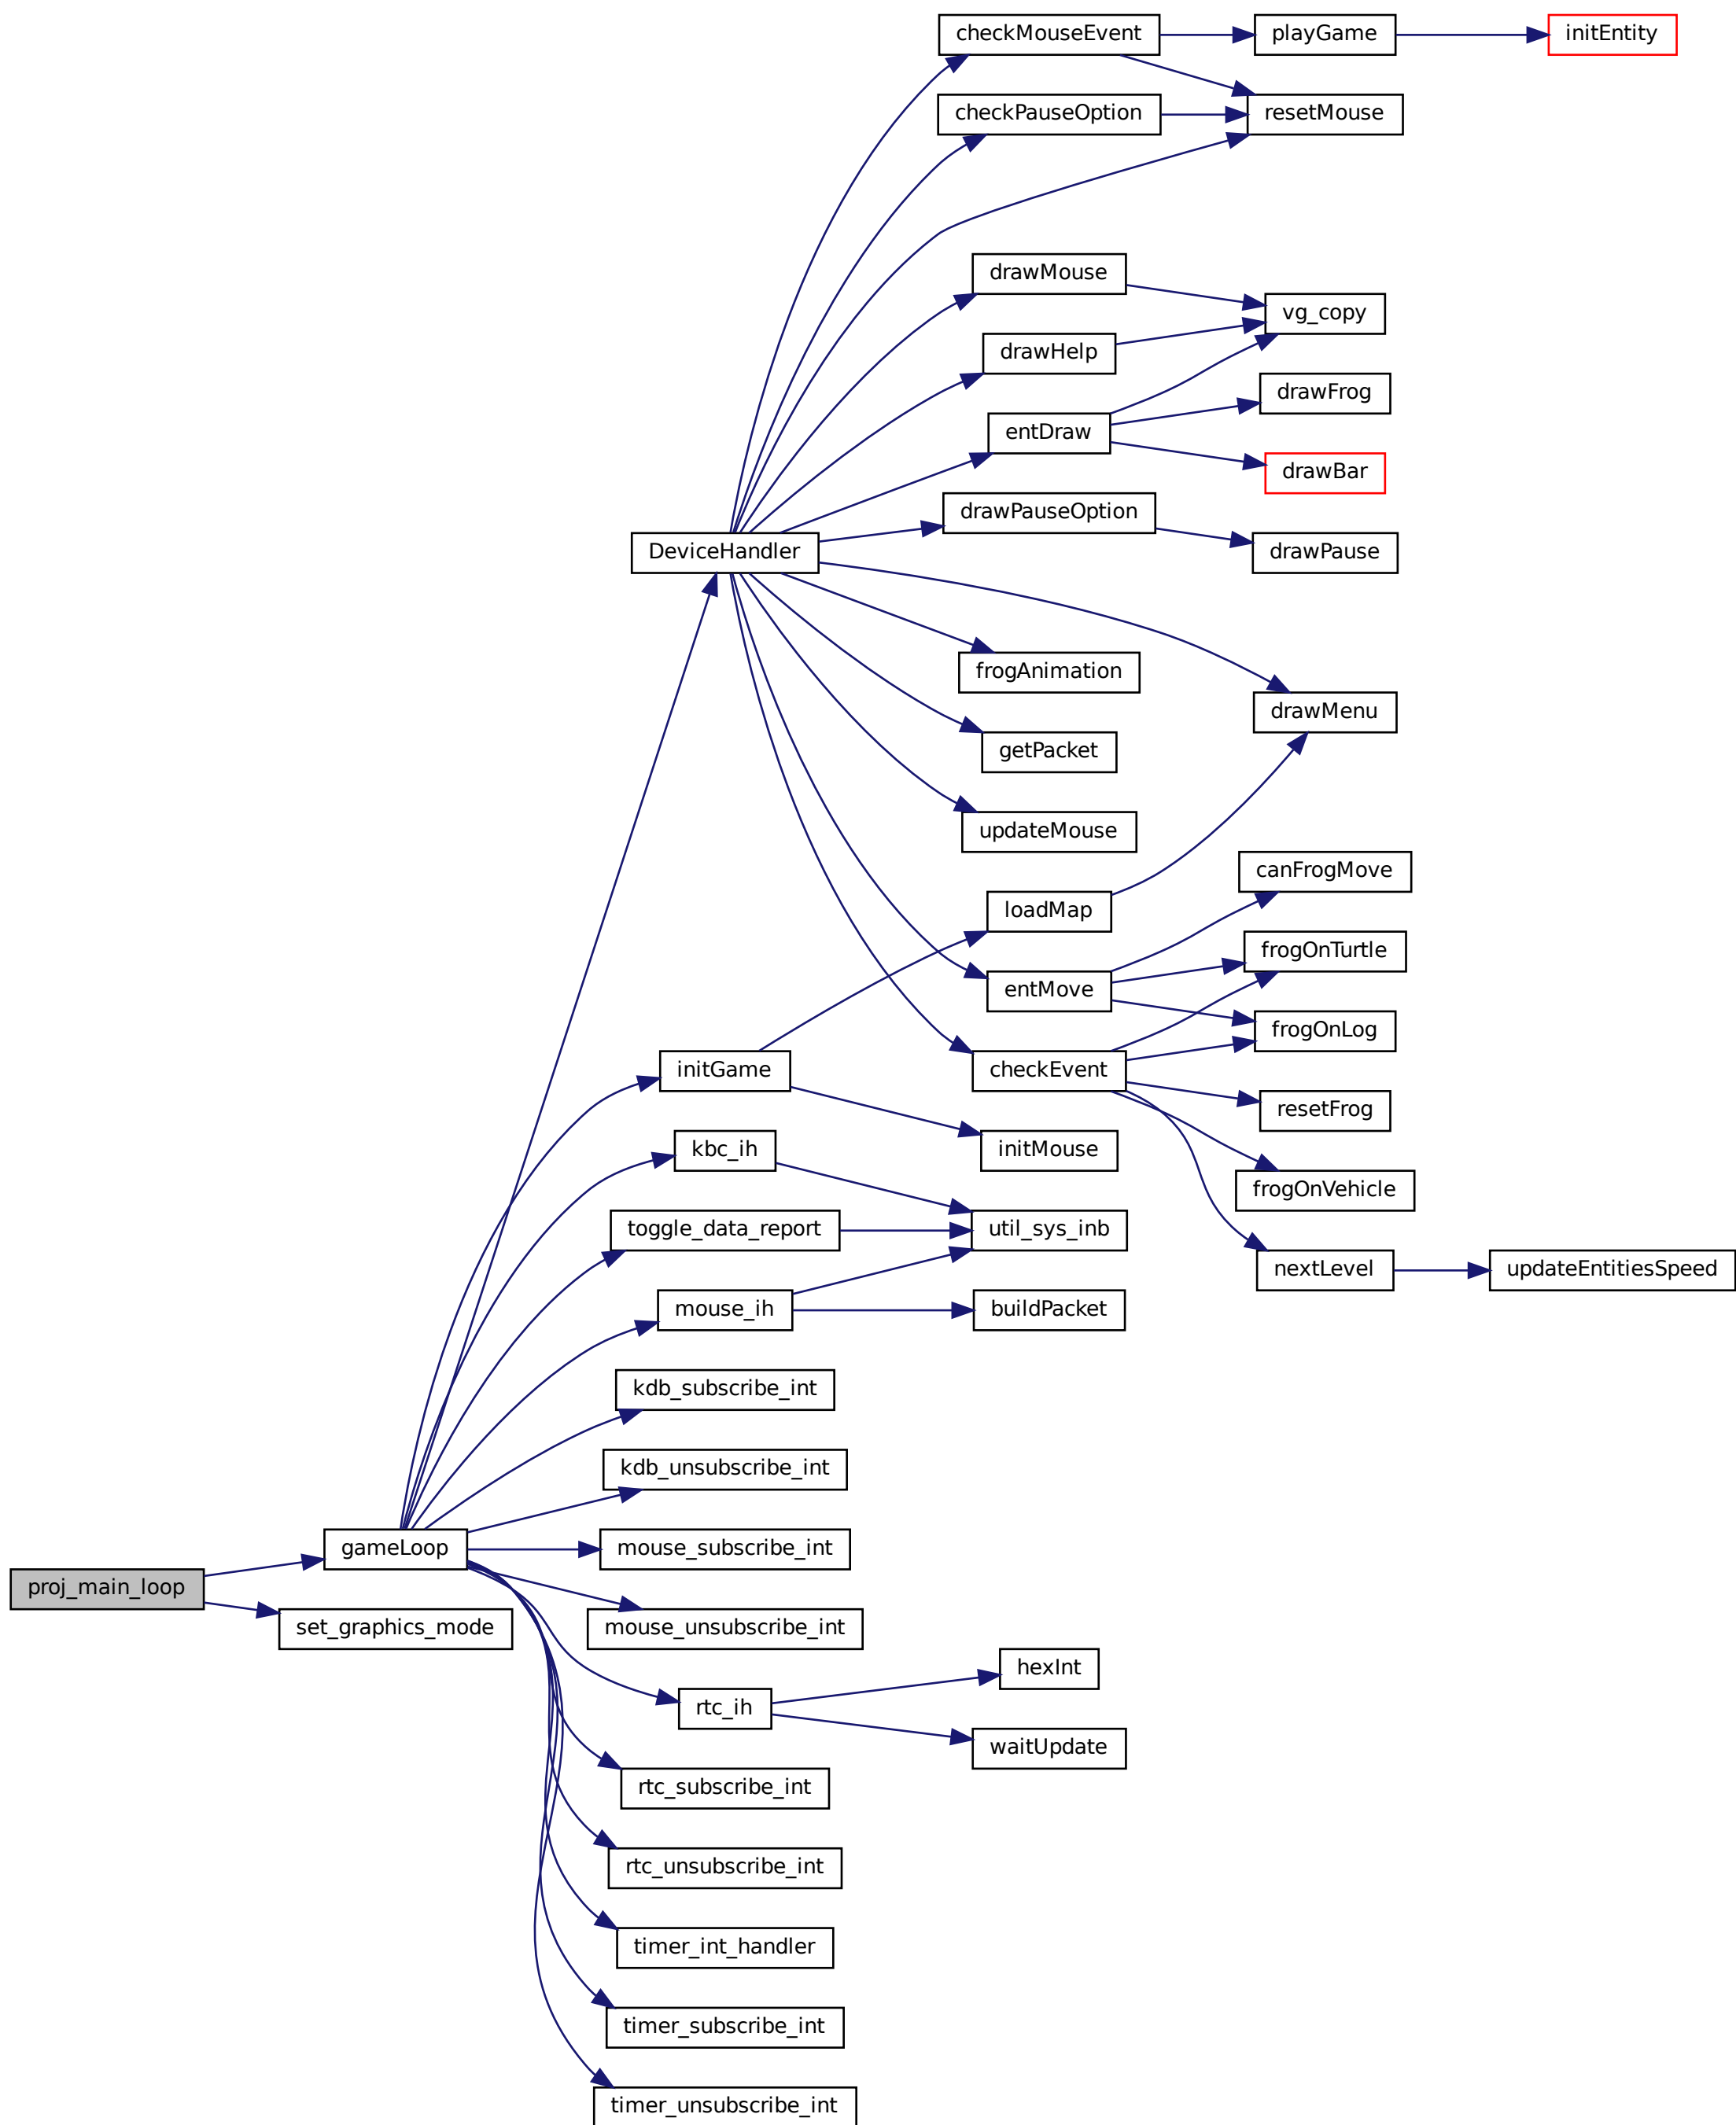 checkMouseEvent
playGame
initEntity
checkPauseOption
resetMouse
drawMouse
vg_copy
drawHelp
drawFrog
entDraw
drawBar
drawPauseOption
DeviceHandler
drawPause
frogAnimation
drawMenu
getPacket
updateMouse
canFrogMove
loadMap
frogOnTurtle
entMove
frogOnLog
initGame
checkEvent
resetFrog
kbc_ih
initMouse
frogOnVehicle
toggle_data_report
util_sys_inb
nextLevel
updateEntitiesSpeed
mouse_ih
buildPacket
kdb_subscribe_int
kdb_unsubscribe_int
gameLoop
mouse_subscribe_int
proj_main_loop
set_graphics_mode
mouse_unsubscribe_int
hexInt
rtc_ih
waitUpdate
rtc_subscribe_int
rtc_unsubscribe_int
timer_int_handler
timer_subscribe_int
timer_unsubscribe_int